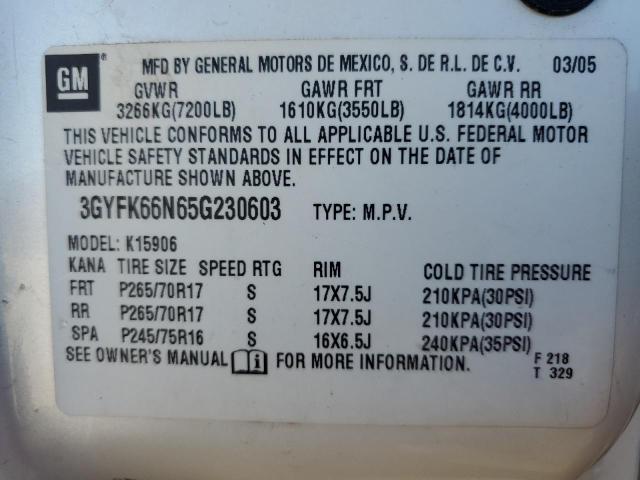 GM
®
MFD BY GENERAL MOTORS DE MEXICO, S. DE R.L. DE C.V. 03/05
GVWR GAWR FRT GAWR RR
3266KG(7200LB) 1610KG(3550LB) 1814KG(4000LB)
THIS VEHICLE CONFORMS TO ALL APPLICABLE U.S. FEDERAL MOTOR
VEHICLE SAFETY STANDARDS IN EFFECT ON THE DATE OF
MANUFACTURE SHOWN ABOVE.
3GYFK66N65G230603 TYPE: M.P.V.
MODEL: K15906
KANA TIRE SIZE SPEED RTG RIM COLD TIRE PRESSURE
FRT P265/70R17 S 17X7.5J 210KPA(30PSI)
RR P265/70R17 S 17X7.5J 210KPA(30PSI)
SPA P245/75R16 S 16X6.5J 240KPA(35PSI)
SEE OWNER'S MANUAL i FOR MORE INFORMATION. F 218
T 329